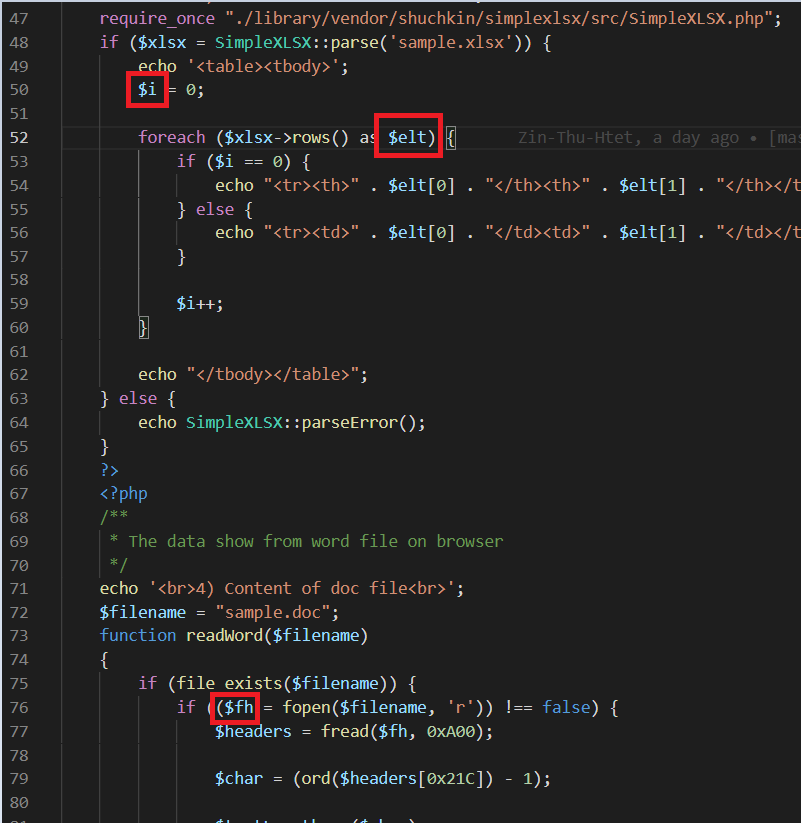 47 require_once "./library/vendor/shuchkin/simplexlsx/src/SimpleXLSX.php";
48 if ($xlsx = SimpleXLSX::parse('sample.xlsx')) {
49 echo '<table><tbody>';
50 $i = 0;
51
52 foreach ($xlsx->rows() as $elt) { Zin-Thu-Htet, a day ago • [mas
53 if ($i == 0) {
54 echo "<tr><th>" . $elt[0] . "</th><th>" . $elt[1] . "</th></t
55 } else {
56 echo "<tr><td>" . $elt[0] . "</td><td>" . $elt[1] . "</td></t
57 }
58
59 $i++;
60 }
61
62 echo "</tbody></table>";
63 } else {
64 echo SimpleXLSX::parseError();
65 }
66 ?>
67 <?php
68 /**
69 * The data show from word file on browser
70 */
71 echo '<br>4) Content of doc file<br>';
72 $filename = "sample.doc";
73 function readWord($filename)
74 {
75 if (file_exists($filename)) {
76 if (($fh = fopen($filename, 'r')) !== false) {
77 $headers = fread($fh, 0xA00);
78
79 $char = (ord($headers[0x21C]) - 1);
80